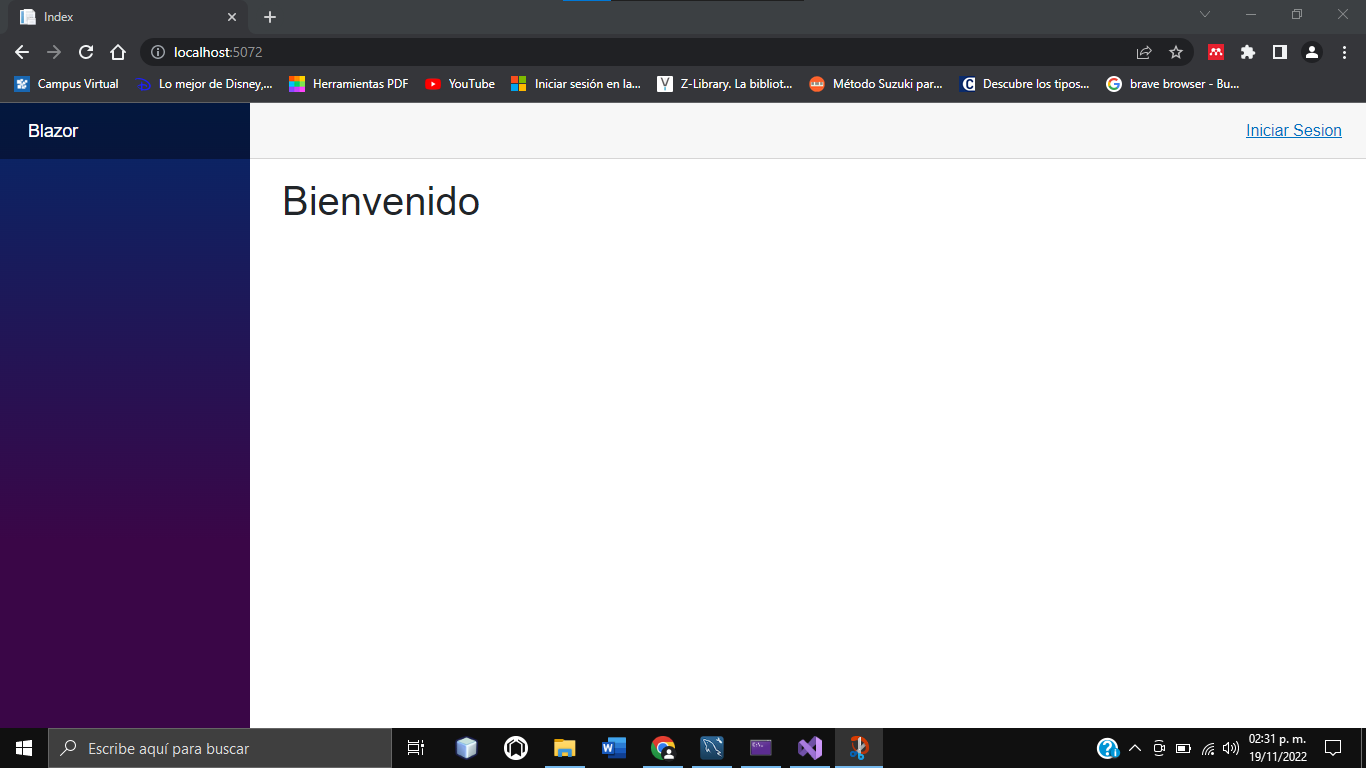 Index
localhost:5072
Campus Virtual
Lo mejor de Disney,...
Herramientas PDF
YouTube
Iniciar sesión en la...
Z-Library. La bibliot...
Método Suzuki par...
Descubre los tipos...
brave browser - Bu...
Blazor
Iniciar Sesion
Bienvenido
Escribe aquí para buscar
02:31 p. m.
19/11/2022